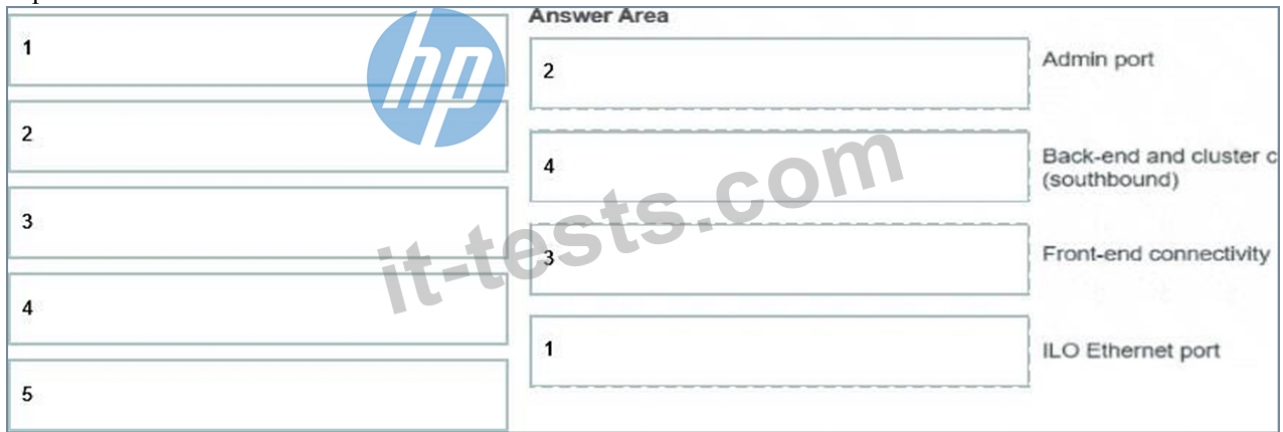 Answer Area
1
2
3
4
5
2
Admin port
4
Back-end and cluster c
(southbound)
3
Front-end connectivity
1
ILO Ethernet port
hp
it-tests.com